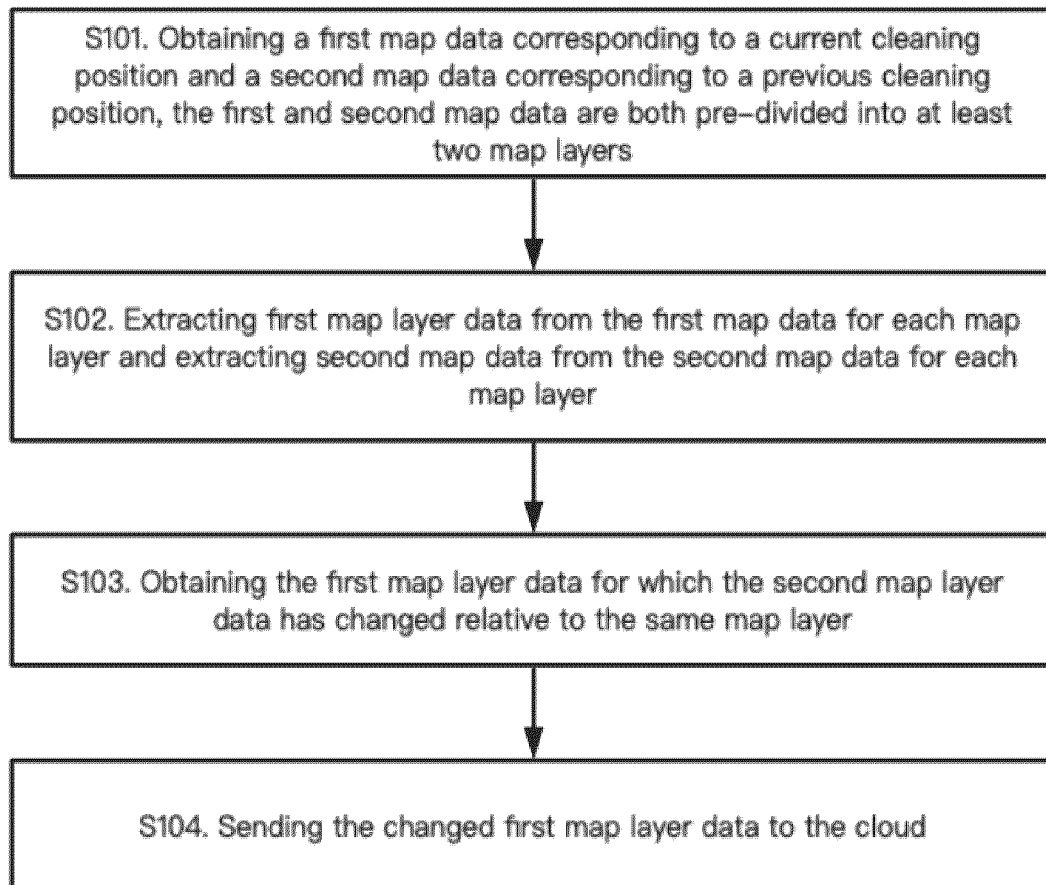 S101. Obtaining a first map data corresponding to a current cleaning
position and a second map data corresponding to a previous cleaning
position, the first and second map data are both pre-divided into at least
two map layers
S102. Extracting first map layer data from the first map data for each map
layer and extracting second map data from the second map data for each
map layer
S103. Obtaining the first map layer data for which the second map layer
data has changed relative to the same map layer
S104. Sending the changed first map layer data to the cloud